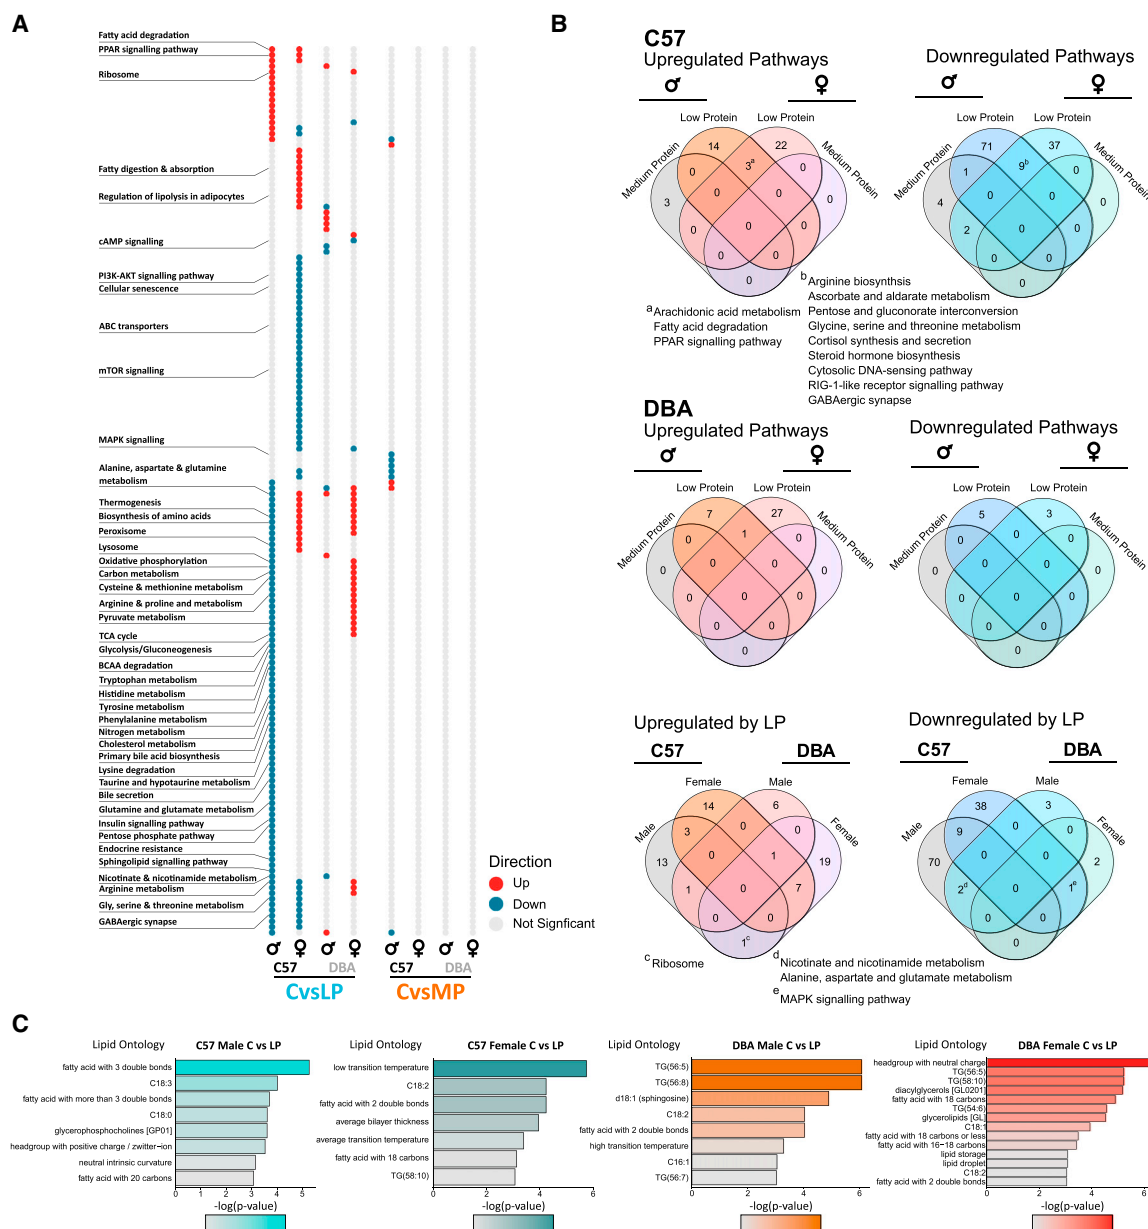 A
Fatty acid degradation
PPAR signalling pathway
Ribosome
Fatty digestion & absorption
Regulation of lipolysis in adipocytes
cAMP signalling
PI3K-AKT signalling pathway
Cellular senescence
ABC transporters
mTOR signalling
MAPK signalling
Alanine, aspartate & glutamine
metabolism
Thermogenesis
Biosynthesis of amino acids
Peroxisome
Lysosome
Oxidative phosphorylation
Carbon metabolism
Cysteine & methionine metabolism
Arginine & proline and metabolism
Pyruvate metabolism
TCA cycle
Glycolysis/Gluconeogenesis
BCAA degradation
Tryptophan metabolism
Histidine metabolism
Tyrosine metabolism
Phenylalanine metabolism
Nitrogen metabolism
Cholesterol metabolism
Primary bile acid biosynthesis
Lysine degradation
Taurine and hypotaurine metabolism
Bile secretion
Glutamine and glutamate metabolism
Insulin signalling pathway
Pentose phosphate pathway
Endocrine resistance
Sphingolipid signalling pathway
Nicotinate & nicotinamide metabolism
Arginine metabolism
Gly, serine & threonine metabolism
GABAergic synapse
♂ ♀ ♂ ♀ ♂ ♀ ♂ ♀
C57 DBA C57 DBA
CvsLP CvsMP
Direction
Up
Down
Not Signficant
B
C57
Upregulated Pathways
♂ ♀
Low Protein Low Protein
Medium Protein Medium Protein
14 22
3a
0 0
3 0 0
0 0 0
0 0
0
Downregulated Pathways
♂ ♀
Low Protein Low Protein
Medium Protein Medium Protein
71 37
9b
1 0
4 0 0 0
2 0 0
0 0
0
a Arachidonic acid metabolism
Fatty acid degradation
PPAR signalling pathway
b Arginine biosynthsis
Ascorbate and aldarate metabolism
Pentose and gluconorate interconversion
Glycine, serine and threonine metabolism
Cortisol synthesis and secretion
Steroid hormone biosynthesis
Cytosolic DNA-sensing pathway
RIG-1-like receptor signalling pathway
GABAergic synapse
DBA
Upregulated Pathways
♂ ♀
Low Protein Low Protein
Medium Protein Medium Protein
7 27
0 1 0
0 0 0 0
0 0 0
0 0
0
Downregulated Pathways
♂ ♀
Low Protein Low Protein
Medium Protein Medium Protein
5 3
0 0 0
0 0 0 0
0 0 0
0 0
0
Upregulated by LP
C57 DBA
Female Male
Male Female
14 6
3 0 0
13 0 1 19
1 0 7
0 0
1c
Downregulated by LP
C57 DBA
Female Male
Male Female
38 3
9 0 0
70 0 0 2
2d 0 1e
0 0
0
c Ribosome
d Nicotinate and nicotinamide metabolism
Alanine, aspartate and glutamate metabolism
e MAPK signalling pathway
C
Lipid Ontology C57 Male C vs LP
fatty acid with 3 double bonds
C18:3
fatty acid with more than 3 double bonds
C18:0
glycerophosphocholines [GP01]
headgroup with positive charge / zwitter-ion
neutral intrinsic curvature
fatty acid with 20 carbons
0 1 2 3 4 5
-log(p-value)
Lipid Ontology C57 Female C vs LP
low transition temperature
C18:2
fatty acid with 2 double bonds
average bilayer thickness
average transition temperature
fatty acid with 18 carbons
TG(58:10)
0 2 4 6
-log(p-value)
Lipid Ontology DBA Male C vs LP
TG(56:5)
TG(56:8)
d18:1 (sphingosine)
C18:2
fatty acid with 2 double bonds
high transition temperature
C16:1
TG(56:7)
0 2 4 6
-log(p-value)
Lipid Ontology DBA Female C vs LP
headgroup with neutral charge
TG(56:5)
TG(58:10)
diacylglycerols [GL0201]
fatty acid with 18 carbons
TG(54:6)
glycerolipids [GL]
C18:1
fatty acid with 18 carbons or less
fatty acid with 16-18 carbons
lipid storage
lipid droplet
C18:2
fatty acid with 2 double bonds
0 2 4 6
-log(p-value)